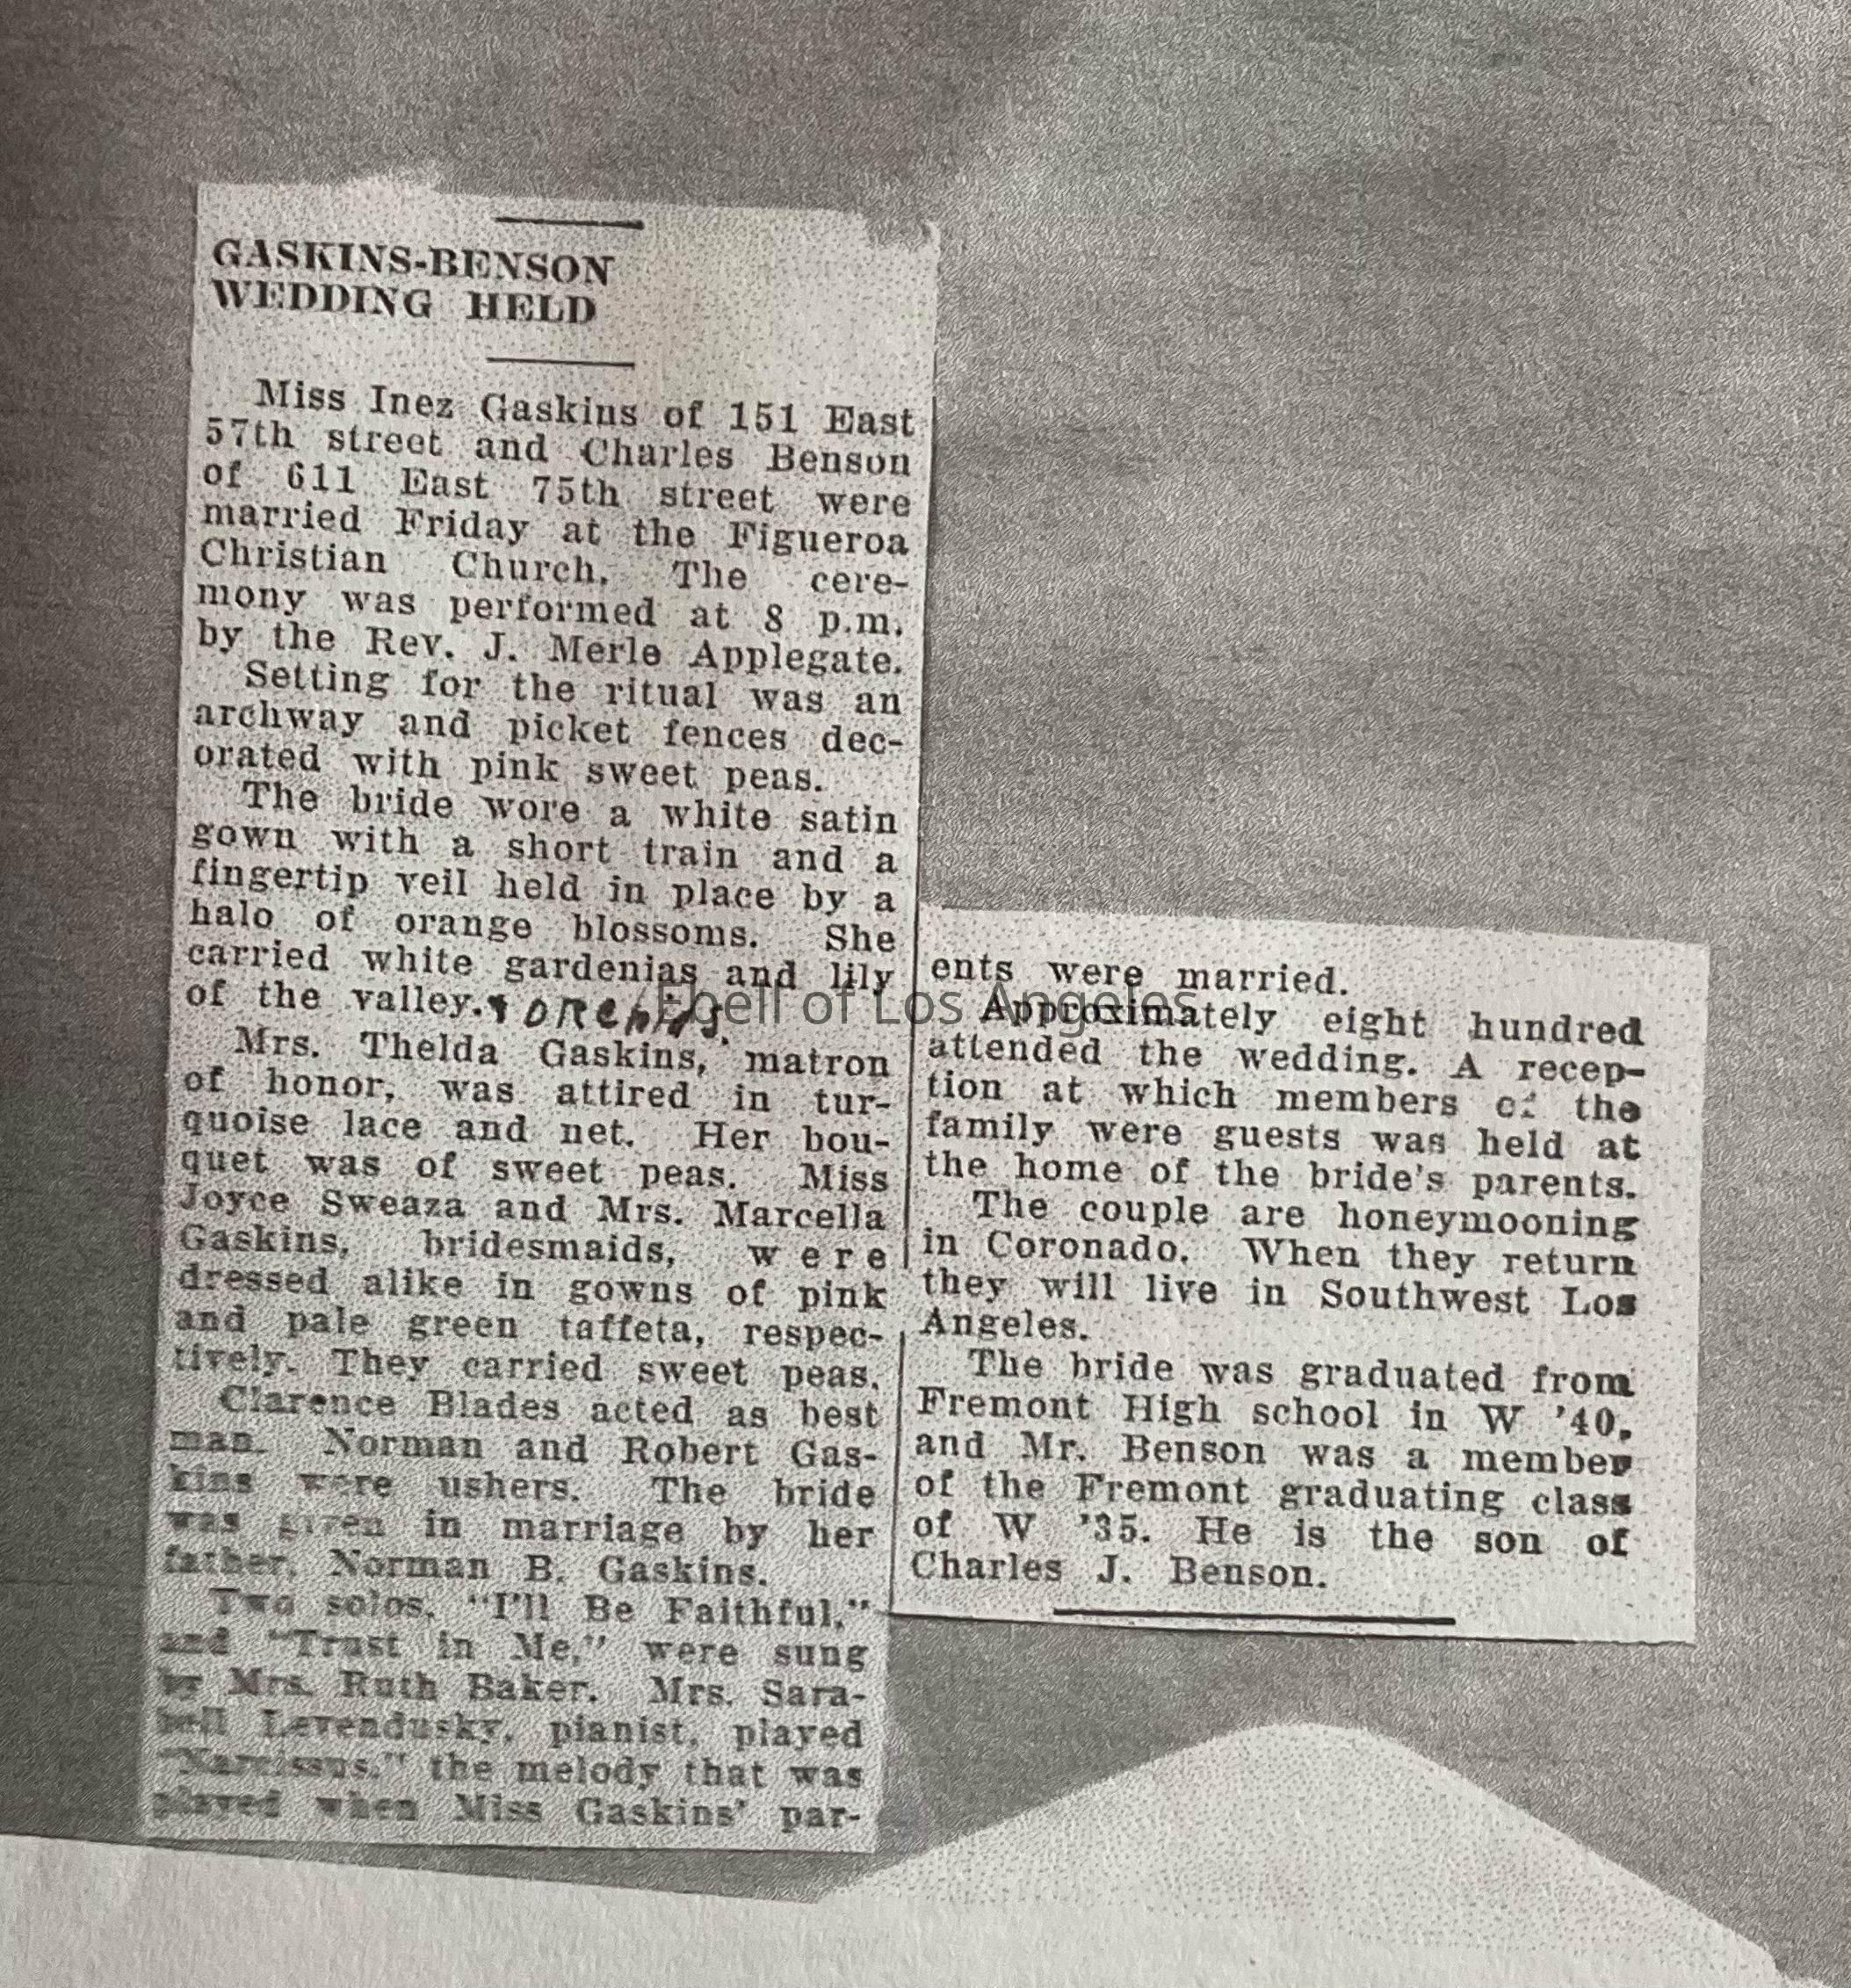 GASKINS-BENSON
WEDDING HELD
Miss Inez Gaskins of 151 East
57th street and Charles Benson
of 611 East 75th street were
married Friday at the Figueroa
Christian Church. The cere-
mony was performed at 8 p.m.
by the Rev. J. Merle Applegate.
Setting for the ritual was an
archway and picket fences dec-
orated with pink sweet peas.
The bride wore a white satin
gown with a short train and a
fingertip veil held in place by a
halo of orange blossoms. She
carried white gardenias and lily
of the valley. & ORCHIDS.
Mrs. Thelda Gaskins, matron
of honor, was attired in tur-
quoise lace and net. Her bou-
quet was of sweet peas. Miss
Joyce Sweaza and Mrs. Marcella
Gaskins, bridesmaids, were
dressed alike in gowns of pink
and pale green taffeta, respec-
tively. They carried sweet peas.
Clarence Blades acted as best
man. Norman and Robert Gas-
kins were ushers. The bride
was given in marriage by her
father, Norman B. Gaskins.
Two solos, "I'll Be Faithful,"
and "Trust in Me," were sung
by Mrs. Ruth Baker. Mrs. Sara-
bell Levendusky, pianist, played
"Narcissus," the melody that was
played when Miss Gaskins' par-
ents were married.
Approximately eight hundred
attended the wedding. A recep-
tion at which members of the
family were guests was held at
the home of the bride's parents.
The couple are honeymooning
in Coronado. When they return
they will live in Southwest Los
Angeles.
The bride was graduated from
Fremont High school in W '40,
and Mr. Benson was a member
of the Fremont graduating class
of W '35. He is the son of
Charles J. Benson.
Ebell of Los Angeles